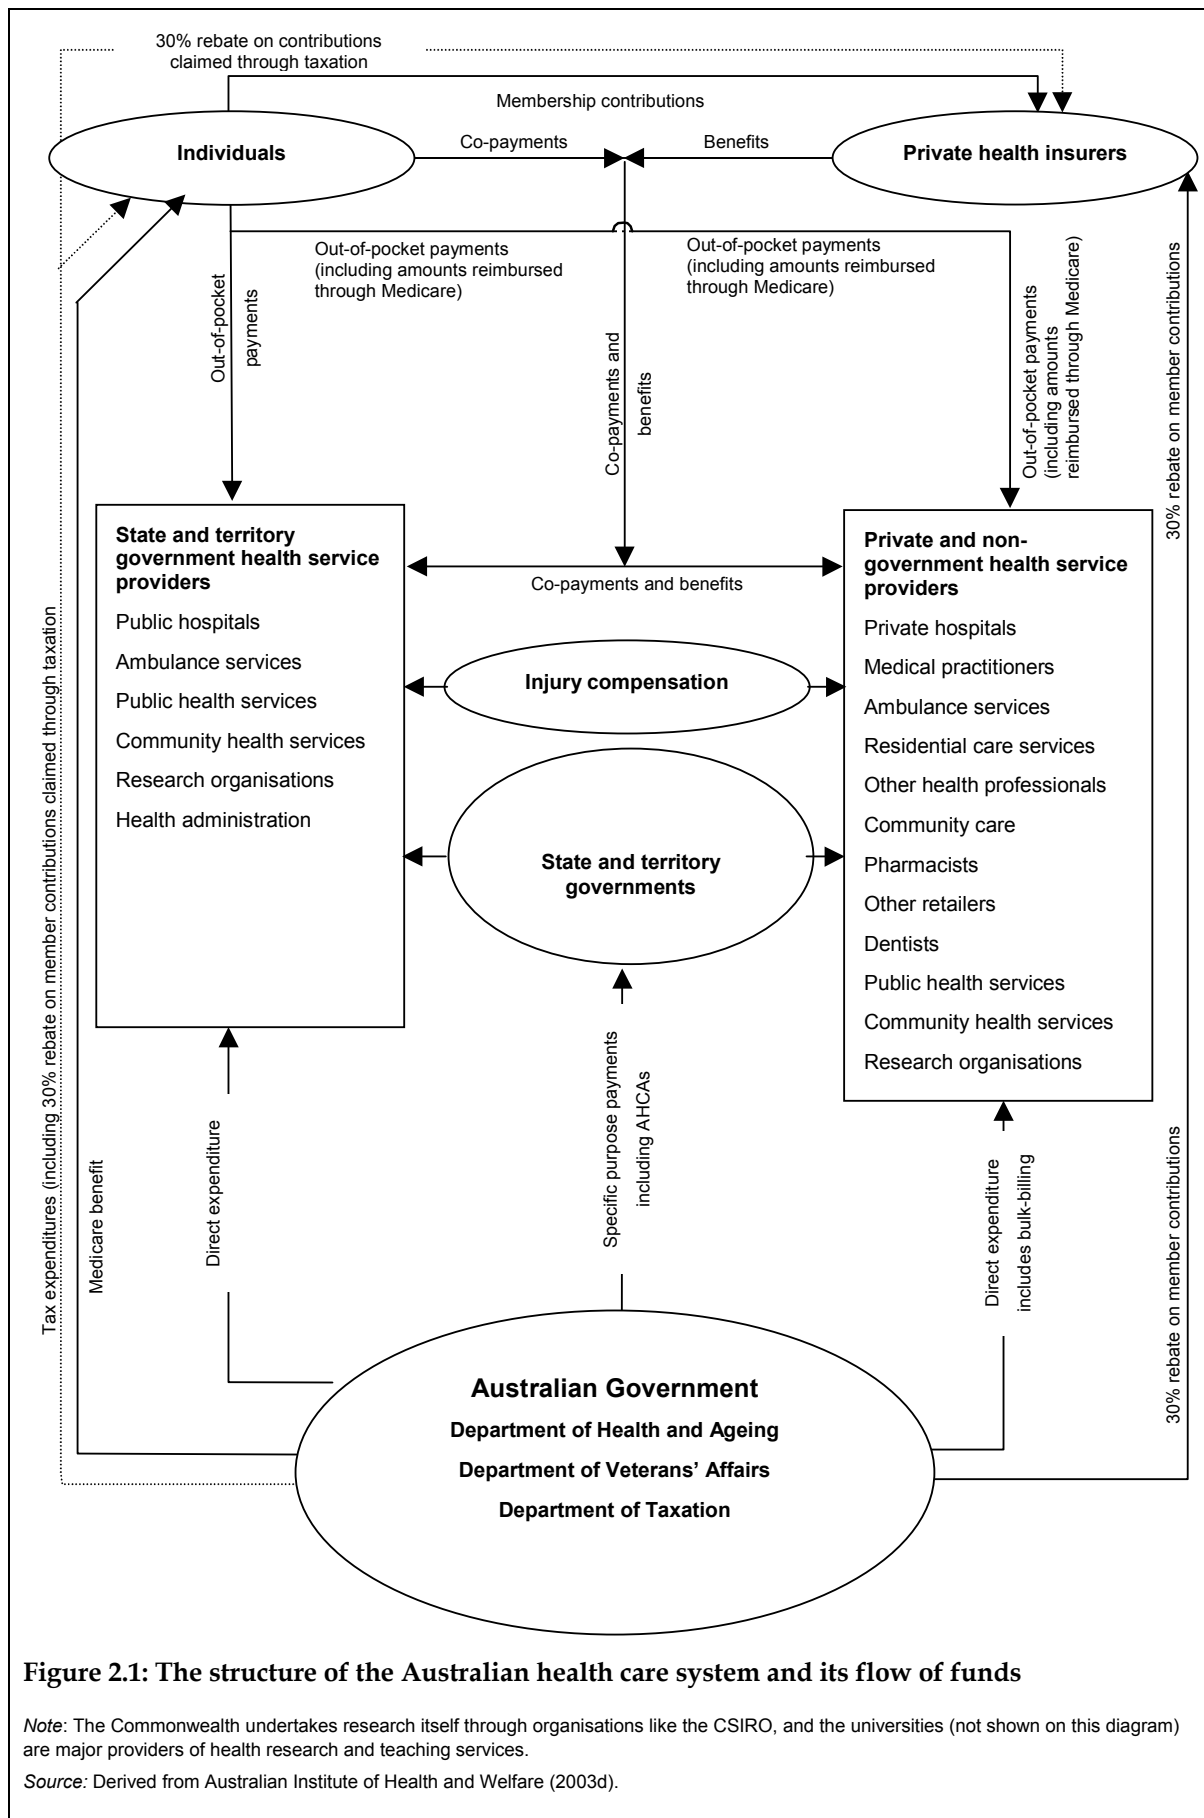 30% rebate on contributions
claimed through taxation
Membership contributions
Individuals
Co-payments
Benefits
Private health insurers
Out-of-pocket payments
(including amounts reimbursed
through Medicare)
Out-of-pocket payments
(including amounts reimbursed
through Medicare)
Out-of-pocket
payments
Co-payments and
benefits
Out-of-pocket payments
(including amounts
reimbursed through Medicare)
30% rebate on member contributions
State and territory
government health service
providers
Public hospitals
Ambulance services
Public health services
Community health services
Research organisations
Health administration
Co-payments and benefits
Injury compensation
State and territory
governments
Private and non-
government health service
providers
Private hospitals
Medical practitioners
Ambulance services
Residential care services
Other health professionals
Community care
Pharmacists
Other retailers
Dentists
Public health services
Community health services
Research organisations
Tax expenditures (including 30% rebate on member contributions claimed through taxation
Medicare benefit
Direct expenditure
Specific purpose payments
including AHCAs
Direct expenditure
includes bulk-billing
30% rebate on member contributions
Australian Government
Department of Health and Ageing
Department of Veterans’ Affairs
Department of Taxation
Figure 2.1: The structure of the Australian health care system and its flow of funds
Note: The Commonwealth undertakes research itself through organisations like the CSIRO, and the universities (not shown on this diagram)
are major providers of health research and teaching services.
Source: Derived from Australian Institute of Health and Welfare (2003d).